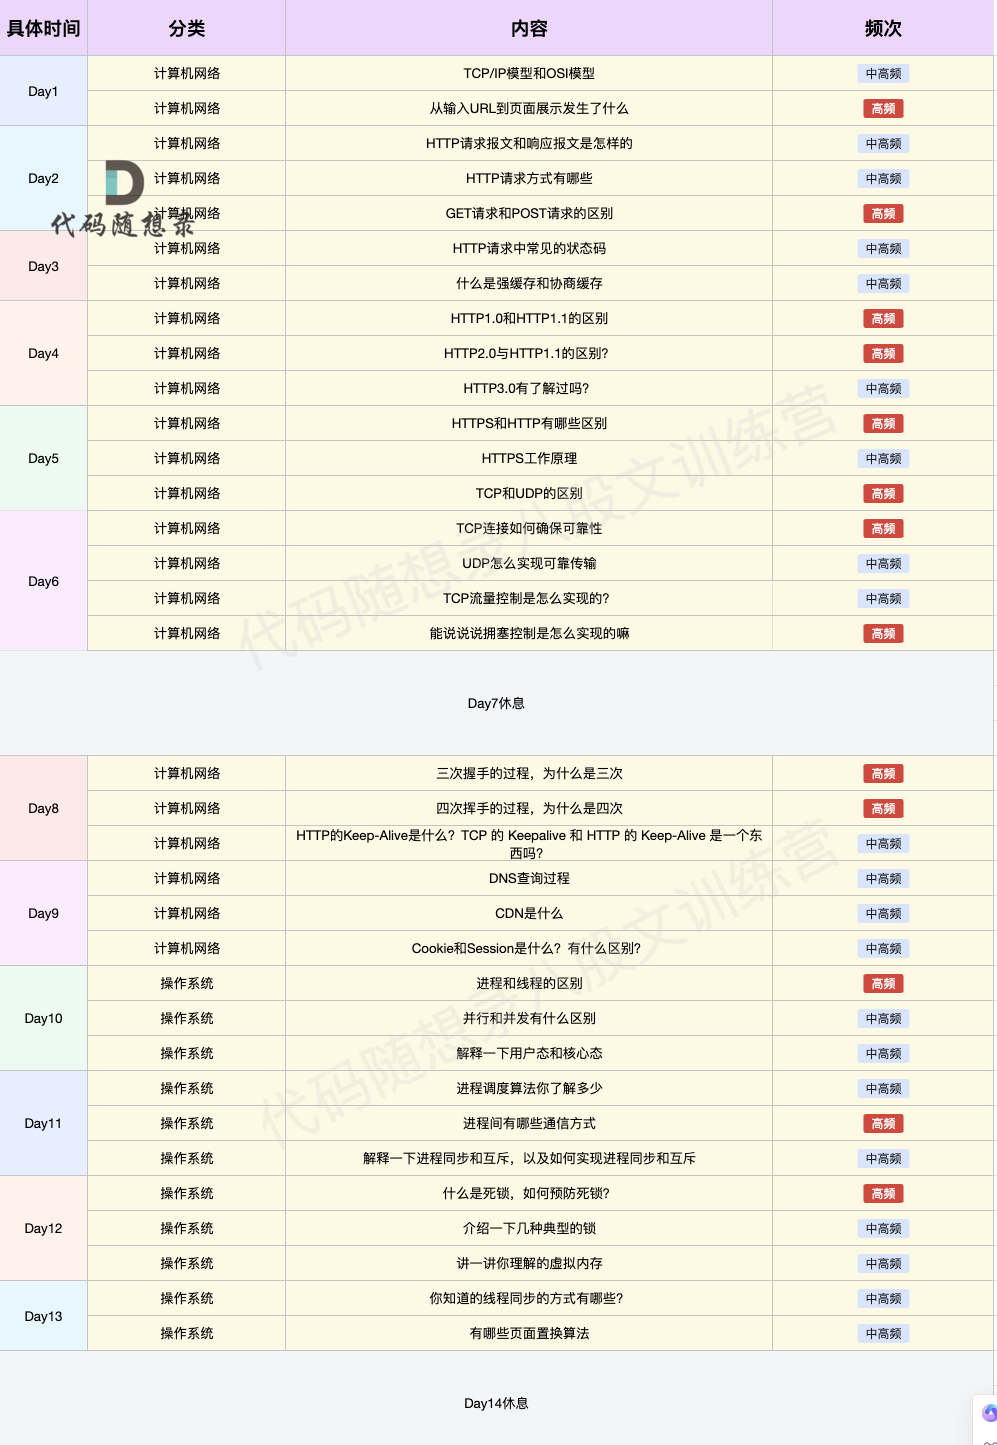 具体时间 分类 内容 频次
Day1
计算机网络 TCP/IP模型和OSI模型 中高频
计算机网络 从输入URL到页面展示发生了什么 高频
Day2
计算机网络 HTTP请求报文和响应报文是怎样的 中高频
计算机网络 HTTP请求方式有哪些 中高频
计算机网络 GET请求和POST请求的区别 高频
代码随想录
Day3
计算机网络 HTTP请求中常见的状态码 中高频
计算机网络 什么是强缓存和协商缓存 中高频
Day4
计算机网络 HTTP1.0和HTTP1.1的区别 高频
计算机网络 HTTP2.0与HTTP1.1的区别? 高频
计算机网络 HTTP3.0有了解过吗? 中高频
Day5
计算机网络 HTTPS和HTTP有哪些区别 高频
计算机网络 HTTPS工作原理 中高频
计算机网络 TCP和UDP的区别 高频
Day6
计算机网络 TCP连接如何确保可靠性 高频
计算机网络 UDP怎么实现可靠传输 中高频
计算机网络 TCP流量控制是怎么实现的? 中高频
计算机网络 能说说说拥塞控制是怎么实现的嘛 高频
代码随想录八股文训练营
Day7休息
Day8
计算机网络 三次握手的过程，为什么是三次 高频
计算机网络 四次挥手的过程，为什么是四次 高频
计算机网络 HTTP的Keep-Alive是什么？TCP 的 Keepalive 和 HTTP 的 Keep-Alive 是一个东 中高频
西吗?
Day9
计算机网络 DNS查询过程 中高频
计算机网络 CDN是什么 中高频
计算机网络 Cookie和Session是什么？有什么区别? 中高频
Day10
操作系统 进程和线程的区别 高频
操作系统 并行和并发有什么区别 中高频
操作系统 解释一下用户态和核心态 中高频
代码随想录八股文训练营
Day11
操作系统 进程调度算法你了解多少 中高频
操作系统 进程间有哪些通信方式 高频
操作系统 解释一下进程同步和互斥，以及如何实现进程同步和互斥 中高频
Day12
操作系统 什么是死锁，如何预防死锁? 高频
操作系统 介绍一下几种典型的锁 中高频
操作系统 讲一讲你理解的虚拟内存 中高频
Day13
操作系统 你知道的线程同步的方式有哪些? 中高频
操作系统 有哪些页面置换算法 中高频
Day14休息